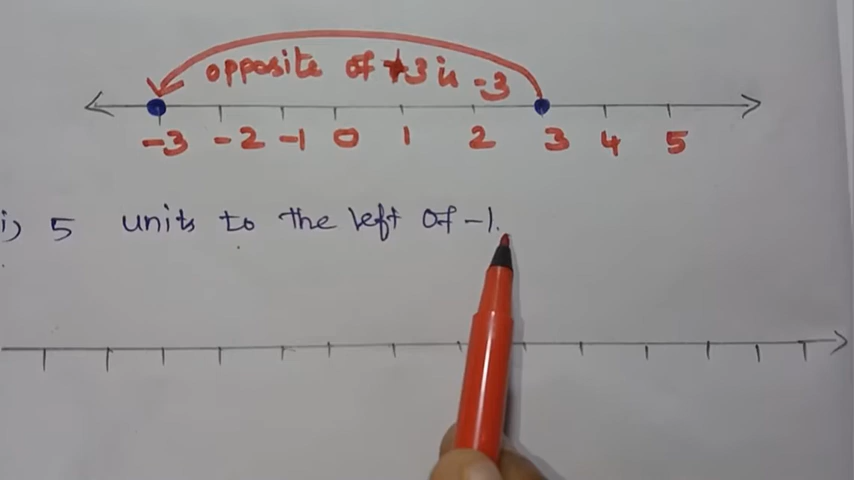 opposite of +3 is -3
-3 -2 -1 0 1 2 3 4 5
i) 5 units to the left of -1.